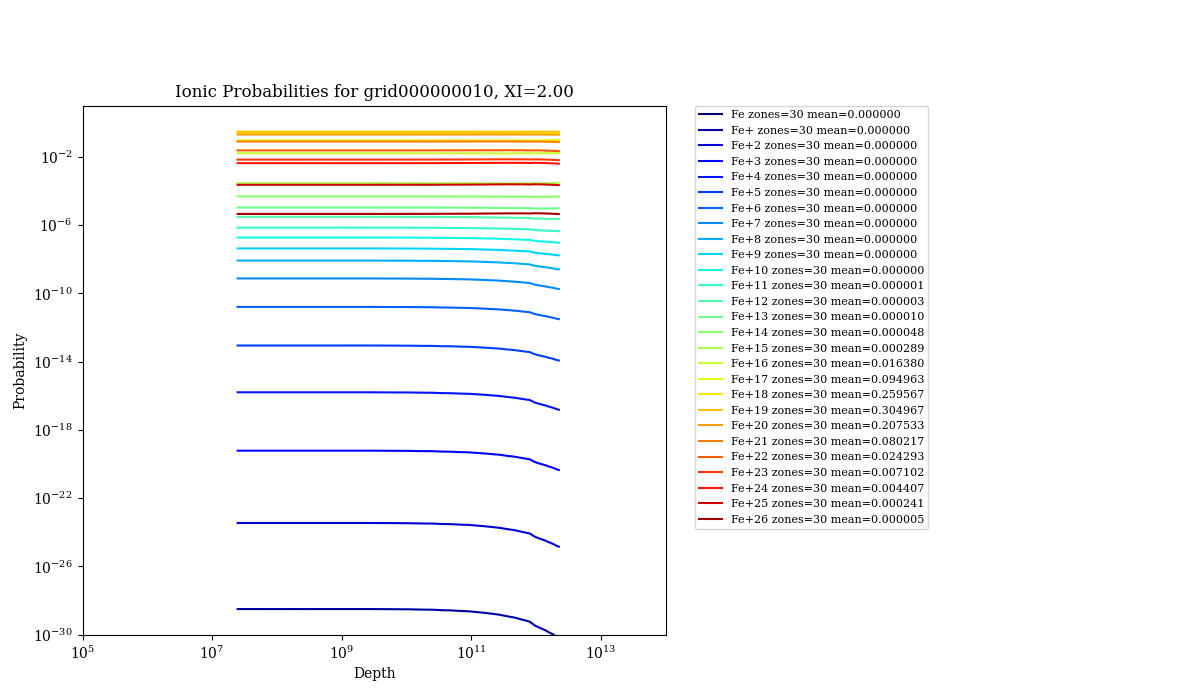 Ionic Probabilities for grid000000010, XI=2.00
Probability
10⁻²
10⁻⁶
10⁻¹⁰
10⁻¹⁴
10⁻¹⁸
10⁻²²
10⁻²⁶
10⁻³⁰
10⁵ 10⁷ 10⁹ 10¹¹ 10¹³
Depth
Fe zones=30 mean=0.000000
Fe+ zones=30 mean=0.000000
Fe+2 zones=30 mean=0.000000
Fe+3 zones=30 mean=0.000000
Fe+4 zones=30 mean=0.000000
Fe+5 zones=30 mean=0.000000
Fe+6 zones=30 mean=0.000000
Fe+7 zones=30 mean=0.000000
Fe+8 zones=30 mean=0.000000
Fe+9 zones=30 mean=0.000000
Fe+10 zones=30 mean=0.000000
Fe+11 zones=30 mean=0.000001
Fe+12 zones=30 mean=0.000003
Fe+13 zones=30 mean=0.000010
Fe+14 zones=30 mean=0.000048
Fe+15 zones=30 mean=0.000289
Fe+16 zones=30 mean=0.016380
Fe+17 zones=30 mean=0.094963
Fe+18 zones=30 mean=0.259567
Fe+19 zones=30 mean=0.304967
Fe+20 zones=30 mean=0.207533
Fe+21 zones=30 mean=0.080217
Fe+22 zones=30 mean=0.024293
Fe+23 zones=30 mean=0.007102
Fe+24 zones=30 mean=0.004407
Fe+25 zones=30 mean=0.000241
Fe+26 zones=30 mean=0.000005